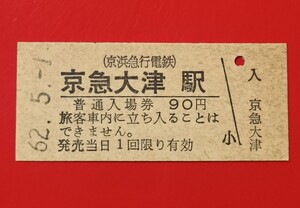 62.5.-1
(京浜急行電鉄)
京急大津 駅
普通入場券 90円
旅客車内に立ち入ることは
できません。
発売当日1回限り有効
小
入
京急大津